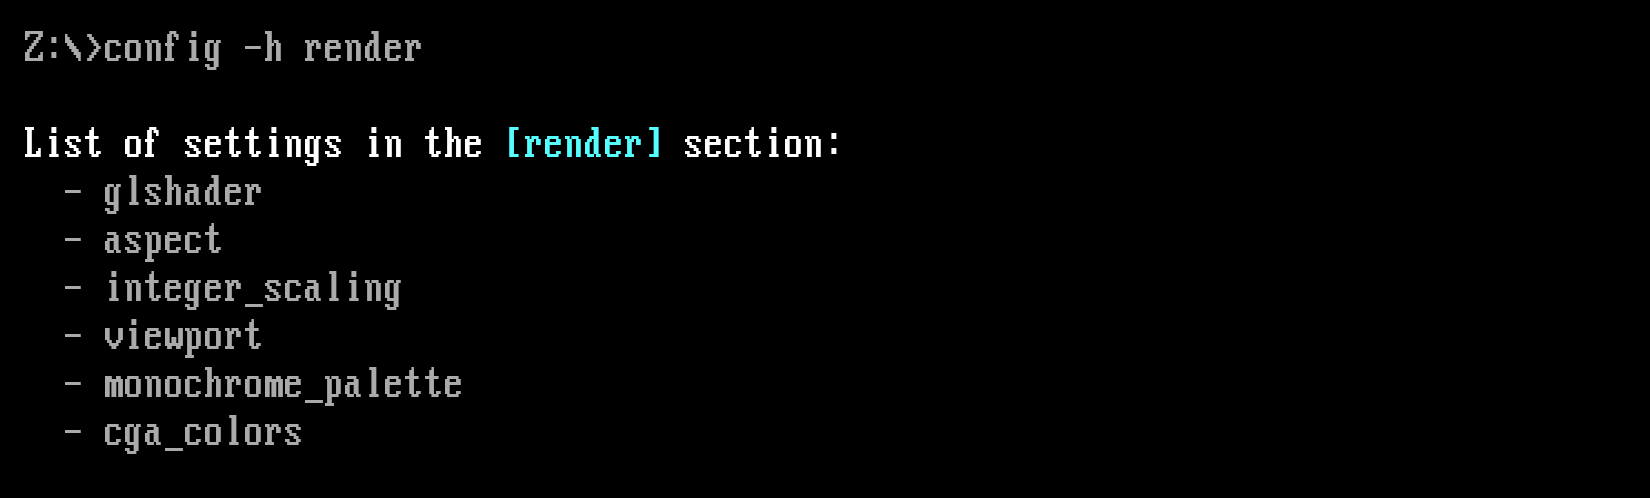 Z:\>config -h render
List of settings in the [render] section:
- glshader
- aspect
- integer_scaling
- viewport
- monochrome_palette
- cga_colors